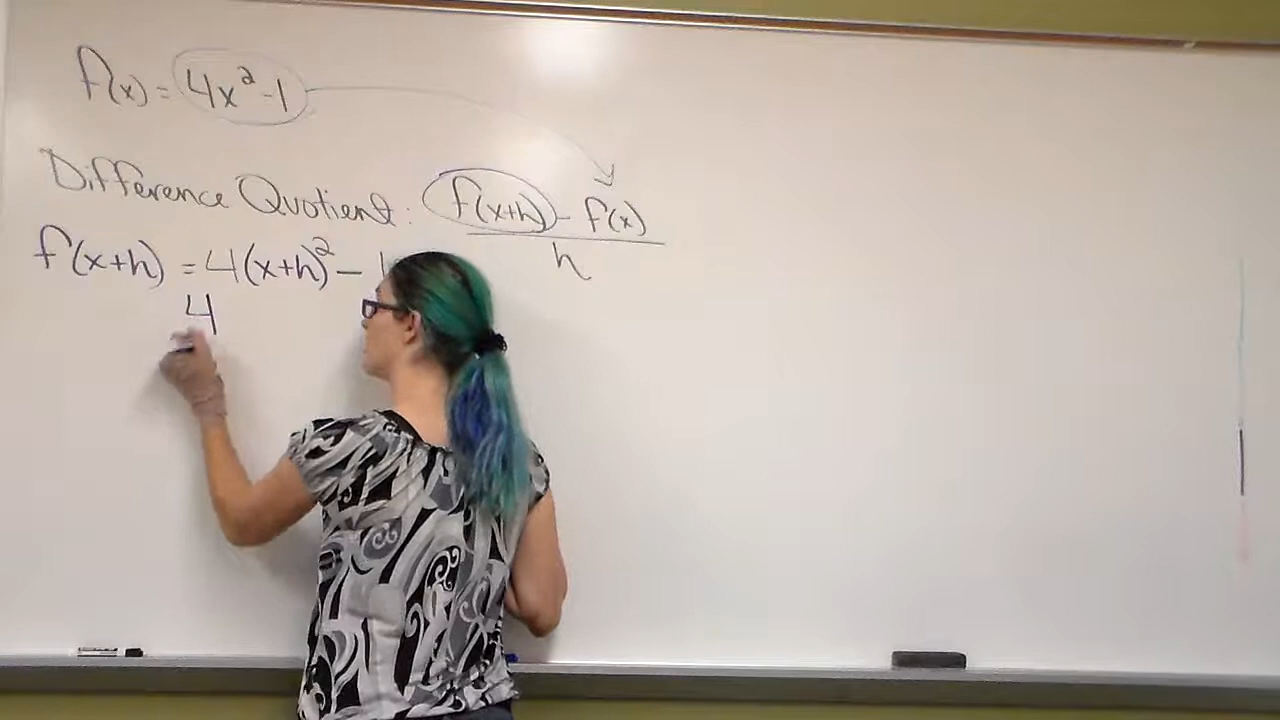 f(x) = 4x² - 1
Difference Quotient: f(x+h) - f(x)
h
f(x+h) = 4(x+h)² - 1
4